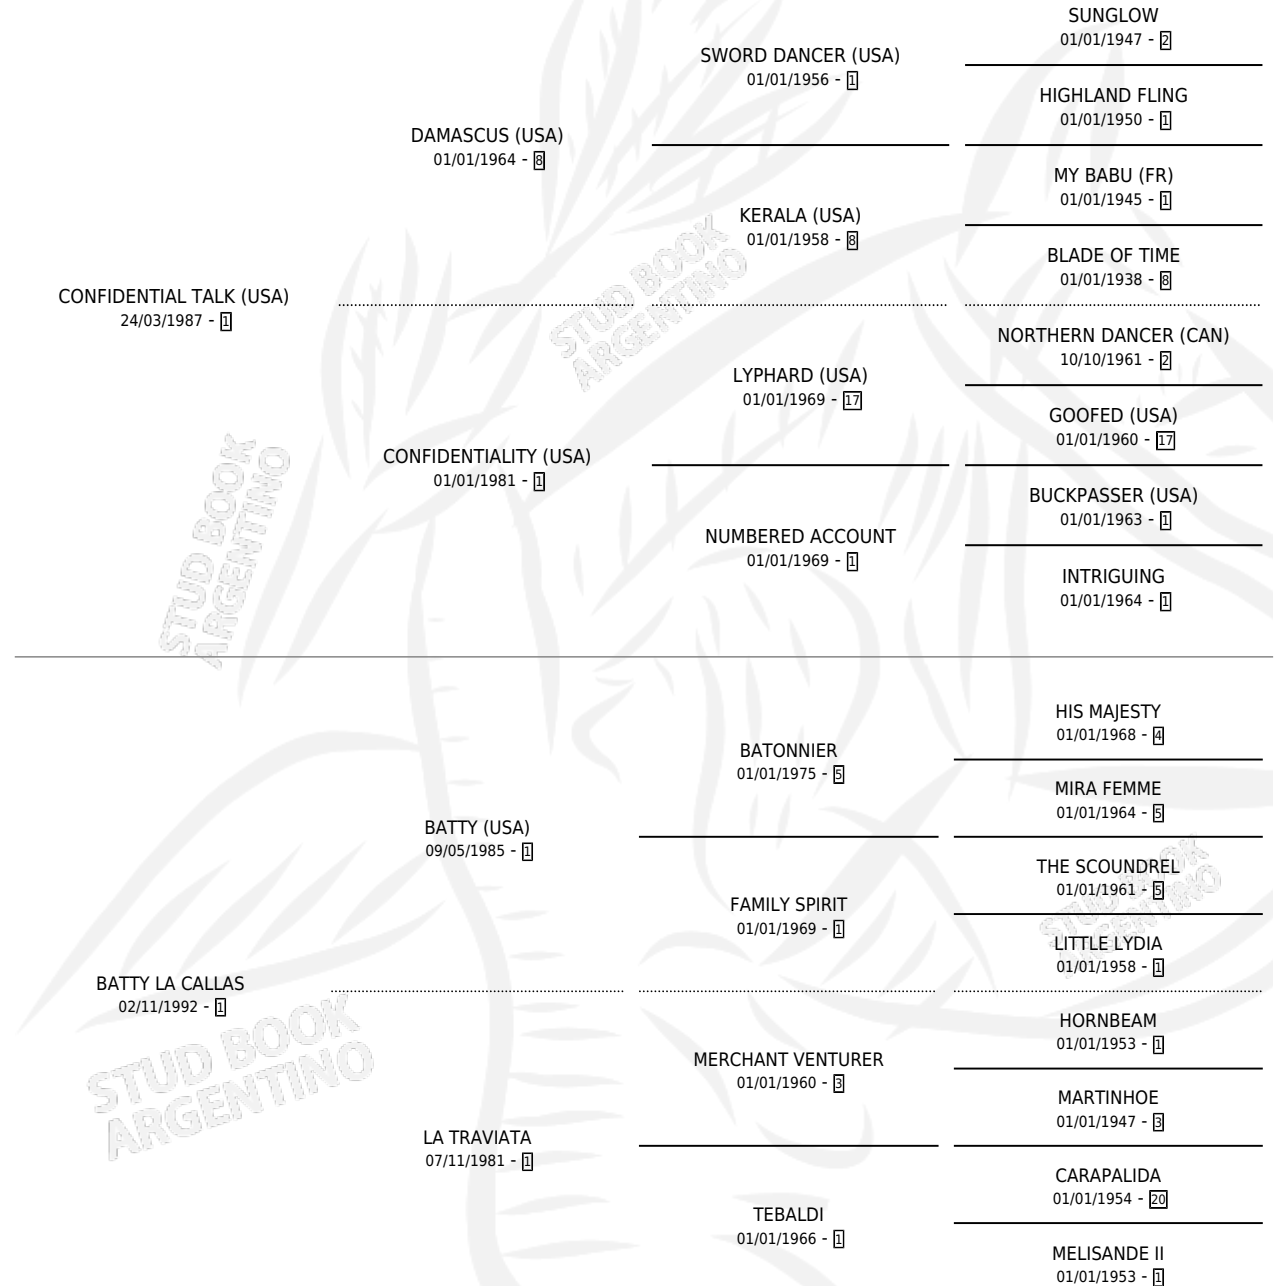 SUNGLOW
01/01/1947 - 2
SWORD DANCER (USA)
01/01/1956 - 1
HIGHLAND FLING
01/01/1950 - 1
DAMASCUS (USA)
01/01/1964 - 8
MY BABU (FR)
01/01/1945 - 1
KERALA (USA)
01/01/1958 - 8
BLADE OF TIME
01/01/1938 - 8
CONFIDENTIAL TALK (USA)
24/03/1987 - 1
NORTHERN DANCER (CAN)
10/10/1961 - 2
LYPHARD (USA)
01/01/1969 - 17
GOOFED (USA)
01/01/1960 - 17
CONFIDENTIALITY (USA)
01/01/1981 - 1
BUCKPASSER (USA)
01/01/1963 - 1
NUMBERED ACCOUNT
01/01/1969 - 1
INTRIGUING
01/01/1964 - 1
HIS MAJESTY
01/01/1968 - 4
BATONNIER
01/01/1975 - 5
MIRA FEMME
01/01/1964 - 5
BATTY (USA)
09/05/1985 - 1
THE SCOUNDREL
01/01/1961 - 5
FAMILY SPIRIT
01/01/1969 - 1
LITTLE LYDIA
01/01/1958 - 1
BATTY LA CALLAS
02/11/1992 - 1
HORNBEAM
01/01/1953 - 1
MERCHANT VENTURER
01/01/1960 - 3
MARTINHOE
01/01/1947 - 3
LA TRAVIATA
07/11/1981 - 1
CARAPALIDA
01/01/1954 - 20
TEBALDI
01/01/1966 - 1
MELISANDE II
01/01/1953 - 1
STUD BOOK
ARGENTINO
STUD BOOK
ARGENTINO
STUD BOOK
ARGENTINO
STUD BOOK
ARGENTINO